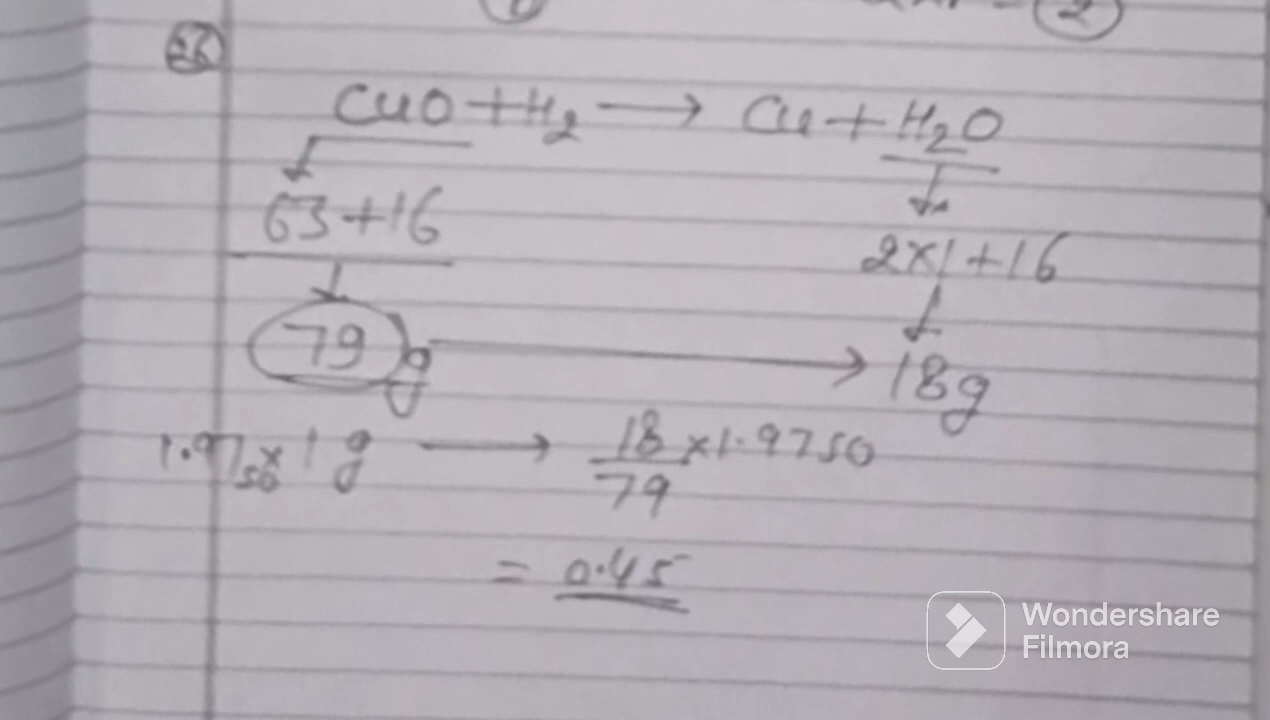 26
CuO + H₂ → Cu + H₂O
63+16
2×1+16
79 g → 18g
1.9750 × 1 g → 18/79 × 1.9750
= 0.45
Wondershare
Filmora